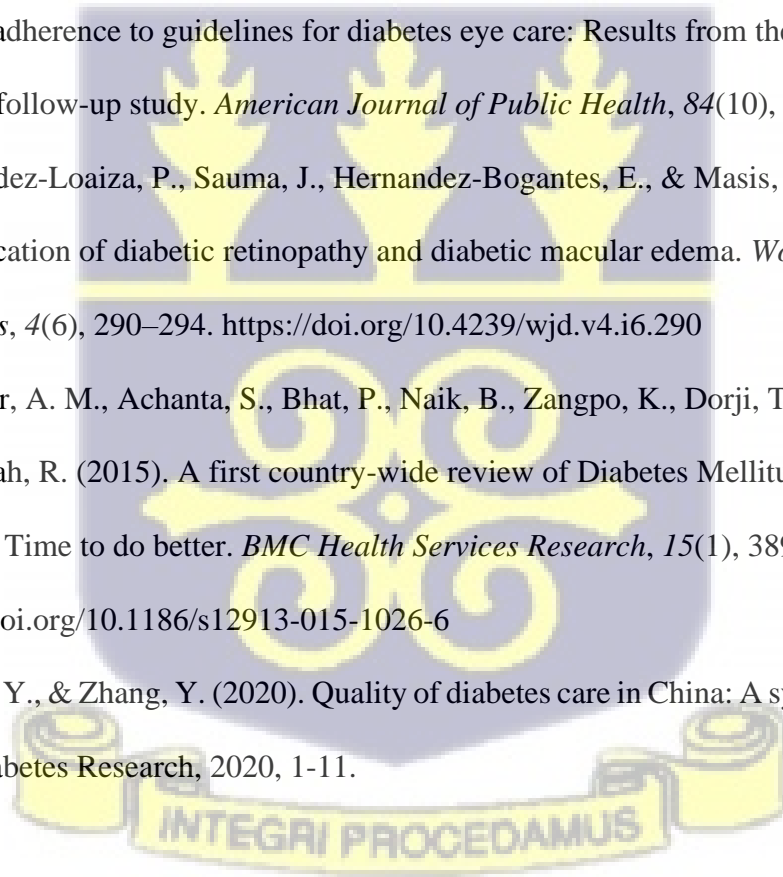 adherence to guidelines for diabetes eye care: Results from the
follow-up study. American Journal of Public Health, 84(10),
dez-Loaiza, P., Sauma, J., Hernandez-Bogantes, E., & Masis,
cation of diabetic retinopathy and diabetic macular edema. Wo
s, 4(6), 290–294. https://doi.org/10.4239/wjd.v4.i6.290
r, A. M., Achanta, S., Bhat, P., Naik, B., Zangpo, K., Dorji, T
ah, R. (2015). A first country-wide review of Diabetes Mellitu
Time to do better. BMC Health Services Research, 15(1), 389
oi.org/10.1186/s12913-015-1026-6
Y., & Zhang, Y. (2020). Quality of diabetes care in China: A sy
abetes Research, 2020, 1-11.
INTEGRI PROCEDAMUS